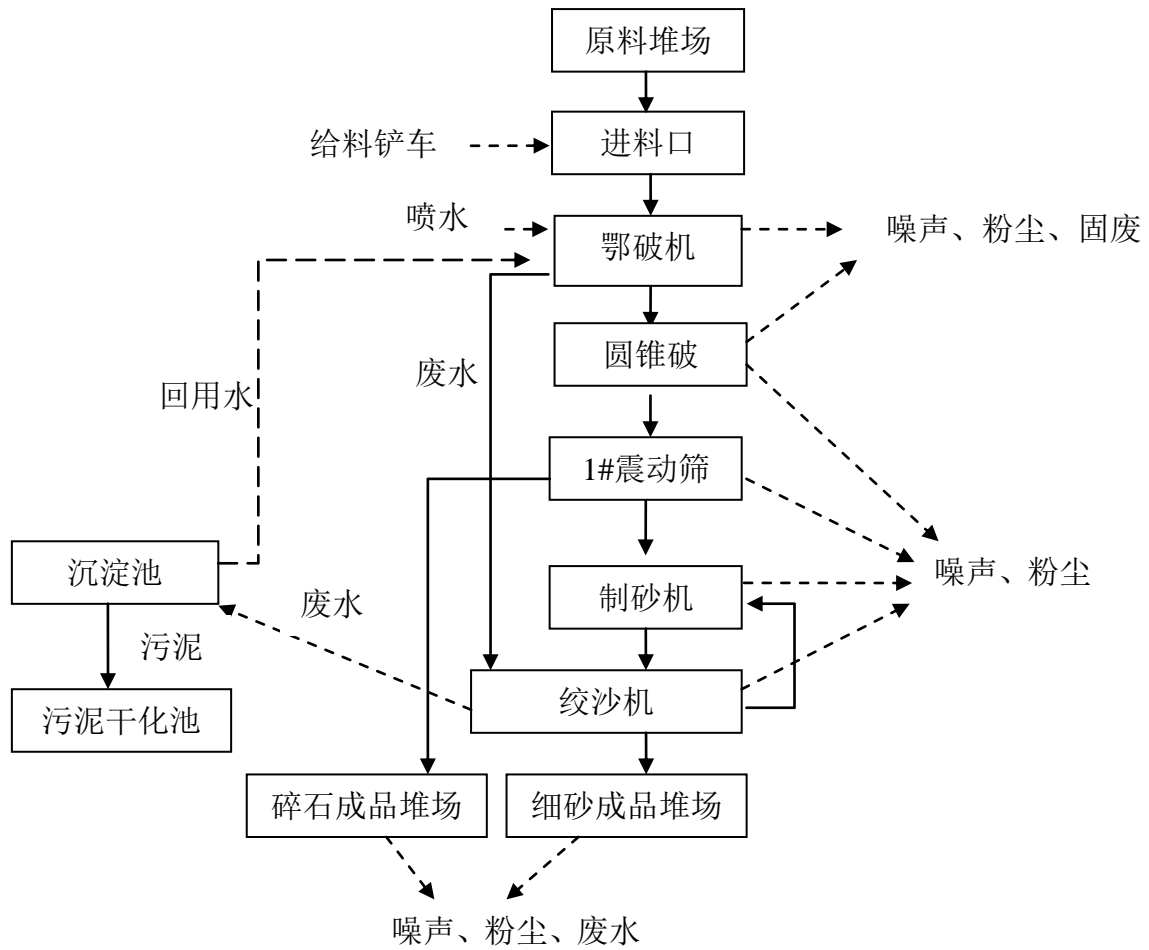 原料堆场
给料铲车
进料口
喷水
鄂破机
噪声、粉尘、固废
圆锥破
废水
回用水
1#震动筛
沉淀池
噪声、粉尘
制砂机
废水
污泥
绞沙机
污泥干化池
碎石成品堆场
细砂成品堆场
噪声、粉尘、废水